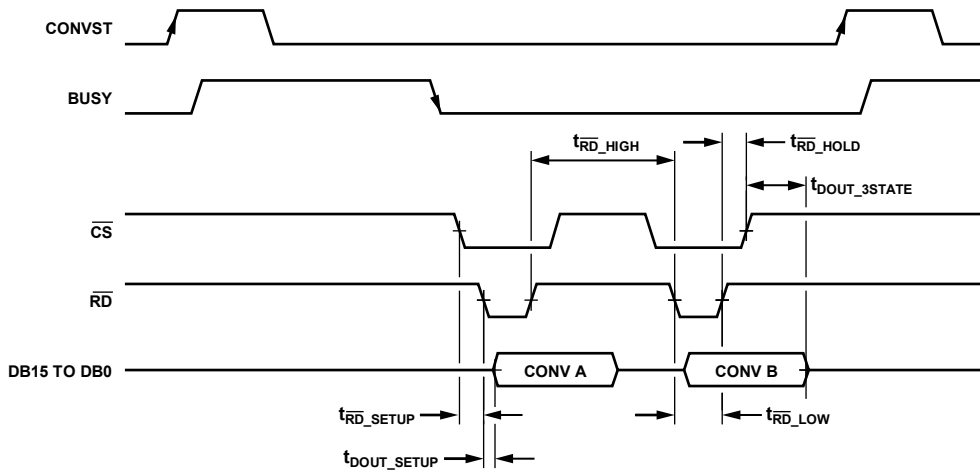 CONVST
BUSY
tRD_HIGH
tRD_HOLD
tDOUT_3STATE
CS
RD
DB15 TO DB0
CONV A
CONV B
tRD_SETUP
tRD_LOW
tDOUT_SETUP